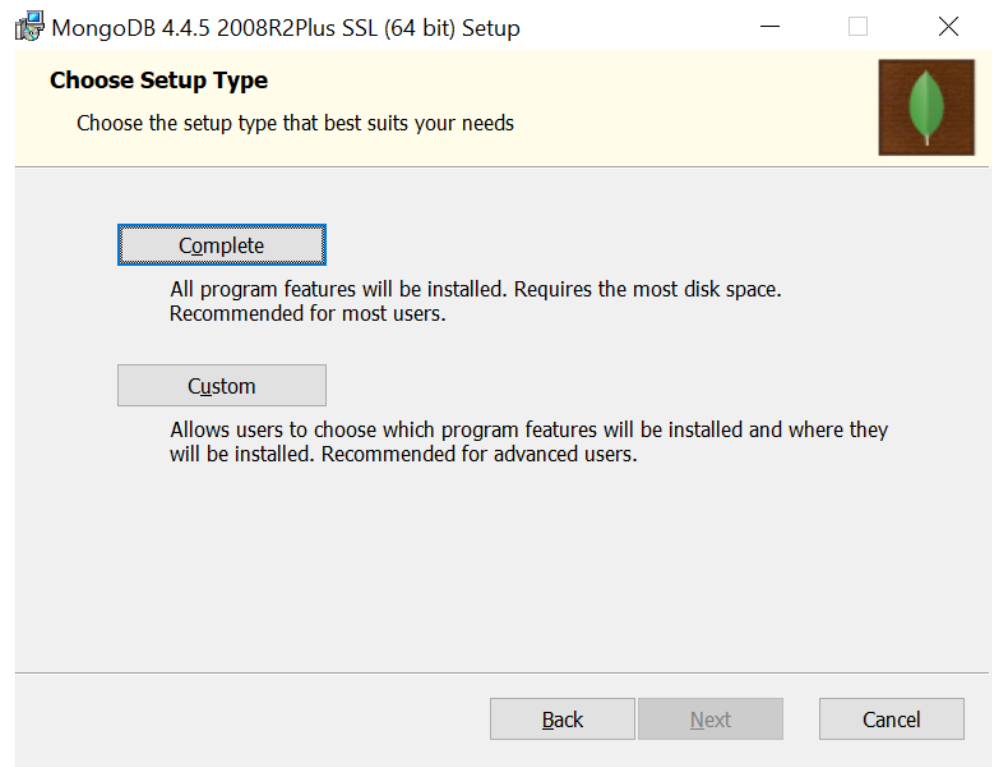 MongoDB 4.4.5 2008R2Plus SSL (64 bit) Setup
Choose Setup Type
Choose the setup type that best suits your needs
Complete
All program features will be installed. Requires the most disk space.
Recommended for most users.
Custom
Allows users to choose which program features will be installed and where they
will be installed. Recommended for advanced users.
Back Next Cancel